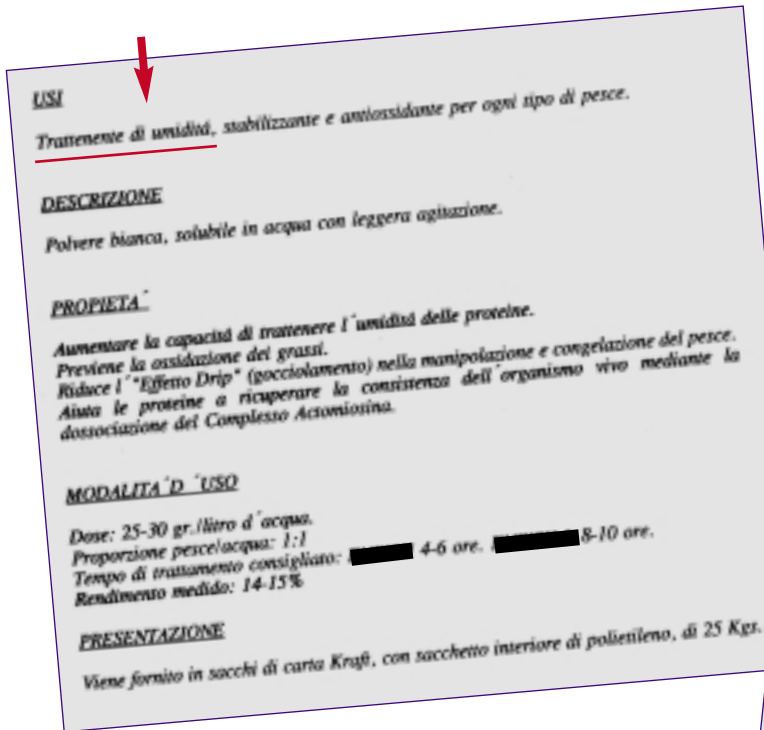 USI
Trattenente di umiditá, stabilizzante e antiossidante per ogni tipo di pesce.
DESCRIZIONE
Polvere bianca, solubile in acqua con leggera agitazione.
PROPIETA´
Aumentare la capacitá di trattenere l´umiditá delle proteine.
Previene la ossidazione dei grassi.
Riduce l´"Effetto Drip" (gocciolamento) nella manipolazione e congelazione del pesce.
Aiuta le proteine a ricuperare la consistenza dell´organismo vivo mediante la
dossociazione del Complesso Actomiosina.
MODALITA´D ´USO
Dose: 25-30 gr./litro d´acqua.
Proporzione pesce/acqua: 1:1
Tempo di trattamento consigliato: 4-6 ore. 8-10 ore.
Rendimento medido: 14-15%
PRESENTAZIONE
Viene fornito in sacchi di carta Kraft, con sacchetto interiore di polietileno, di 25 Kgs.